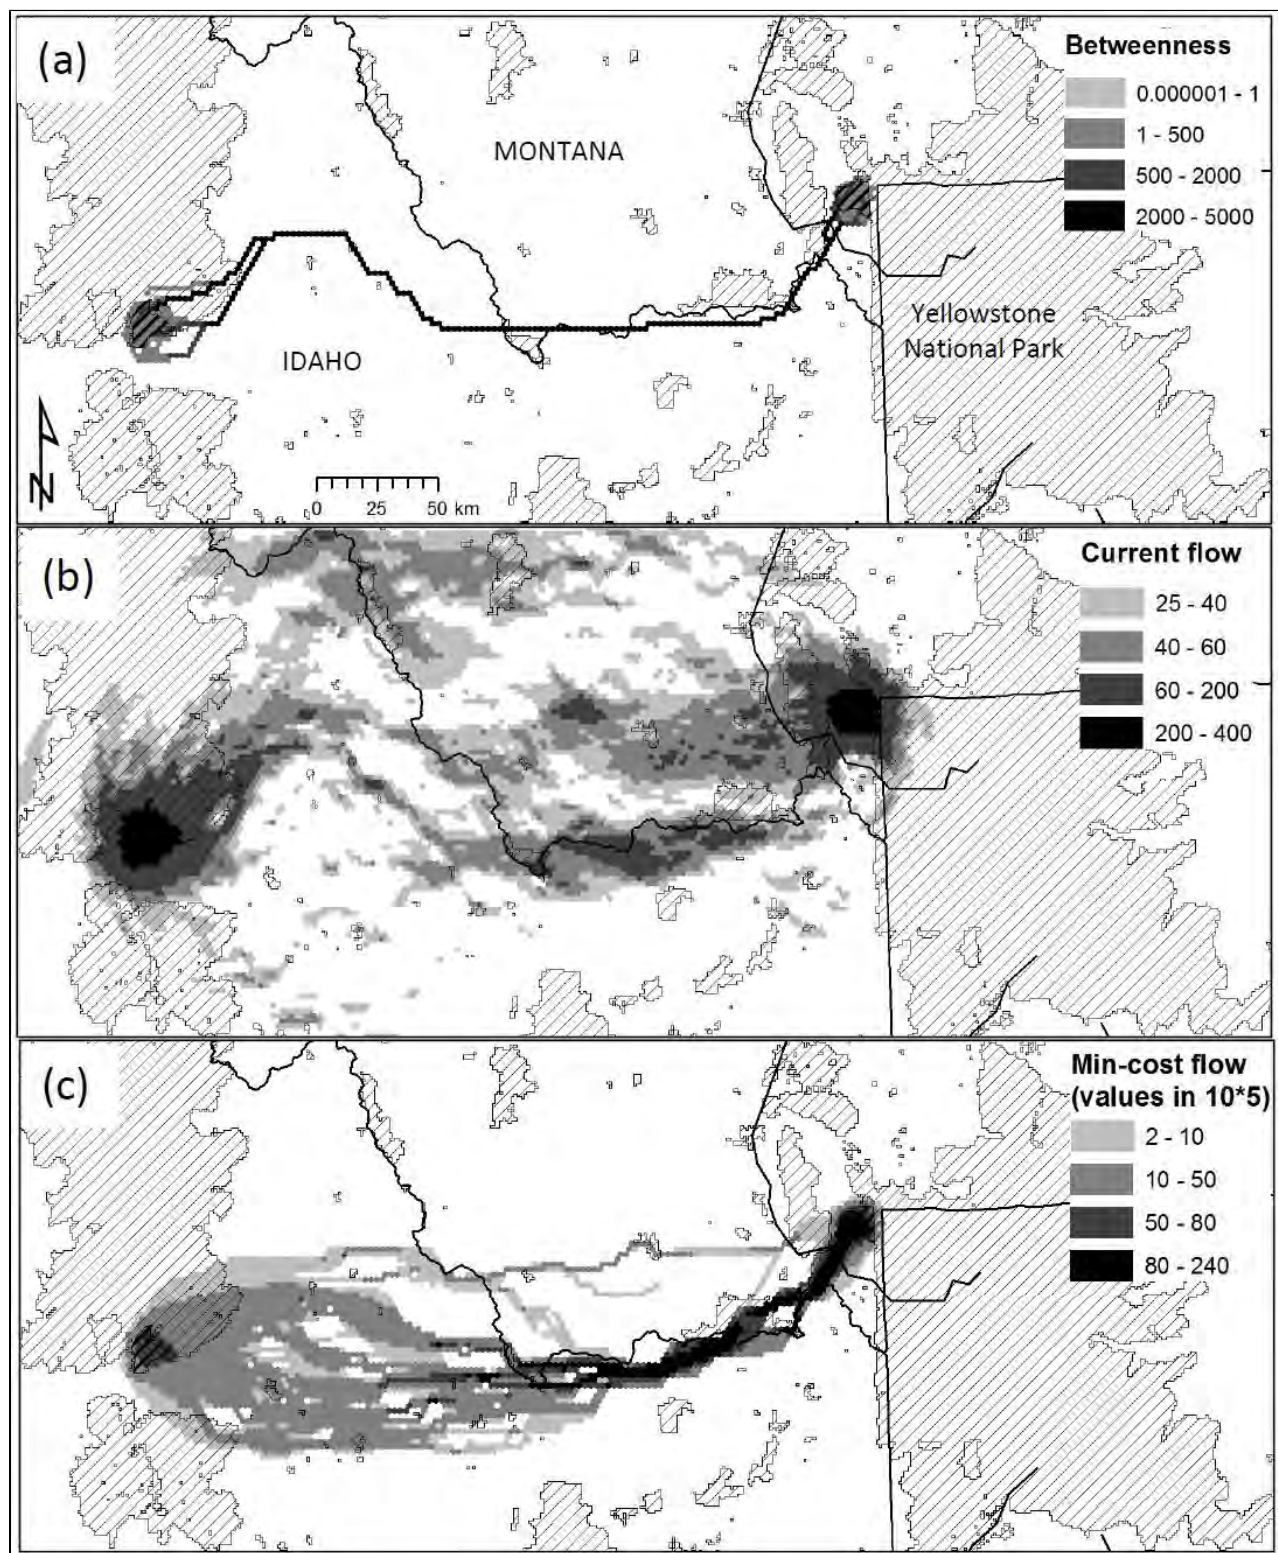 (a)
Betweenness
0.000001 - 1
1 - 500
500 - 2000
2000 - 5000
MONTANA
Yellowstone
National Park
IDAHO
N
0 25 50 km
(b)
Current flow
25 - 40
40 - 60
60 - 200
200 - 400
(c)
Min-cost flow
(values in 10*5)
2 - 10
10 - 50
50 - 80
80 - 240